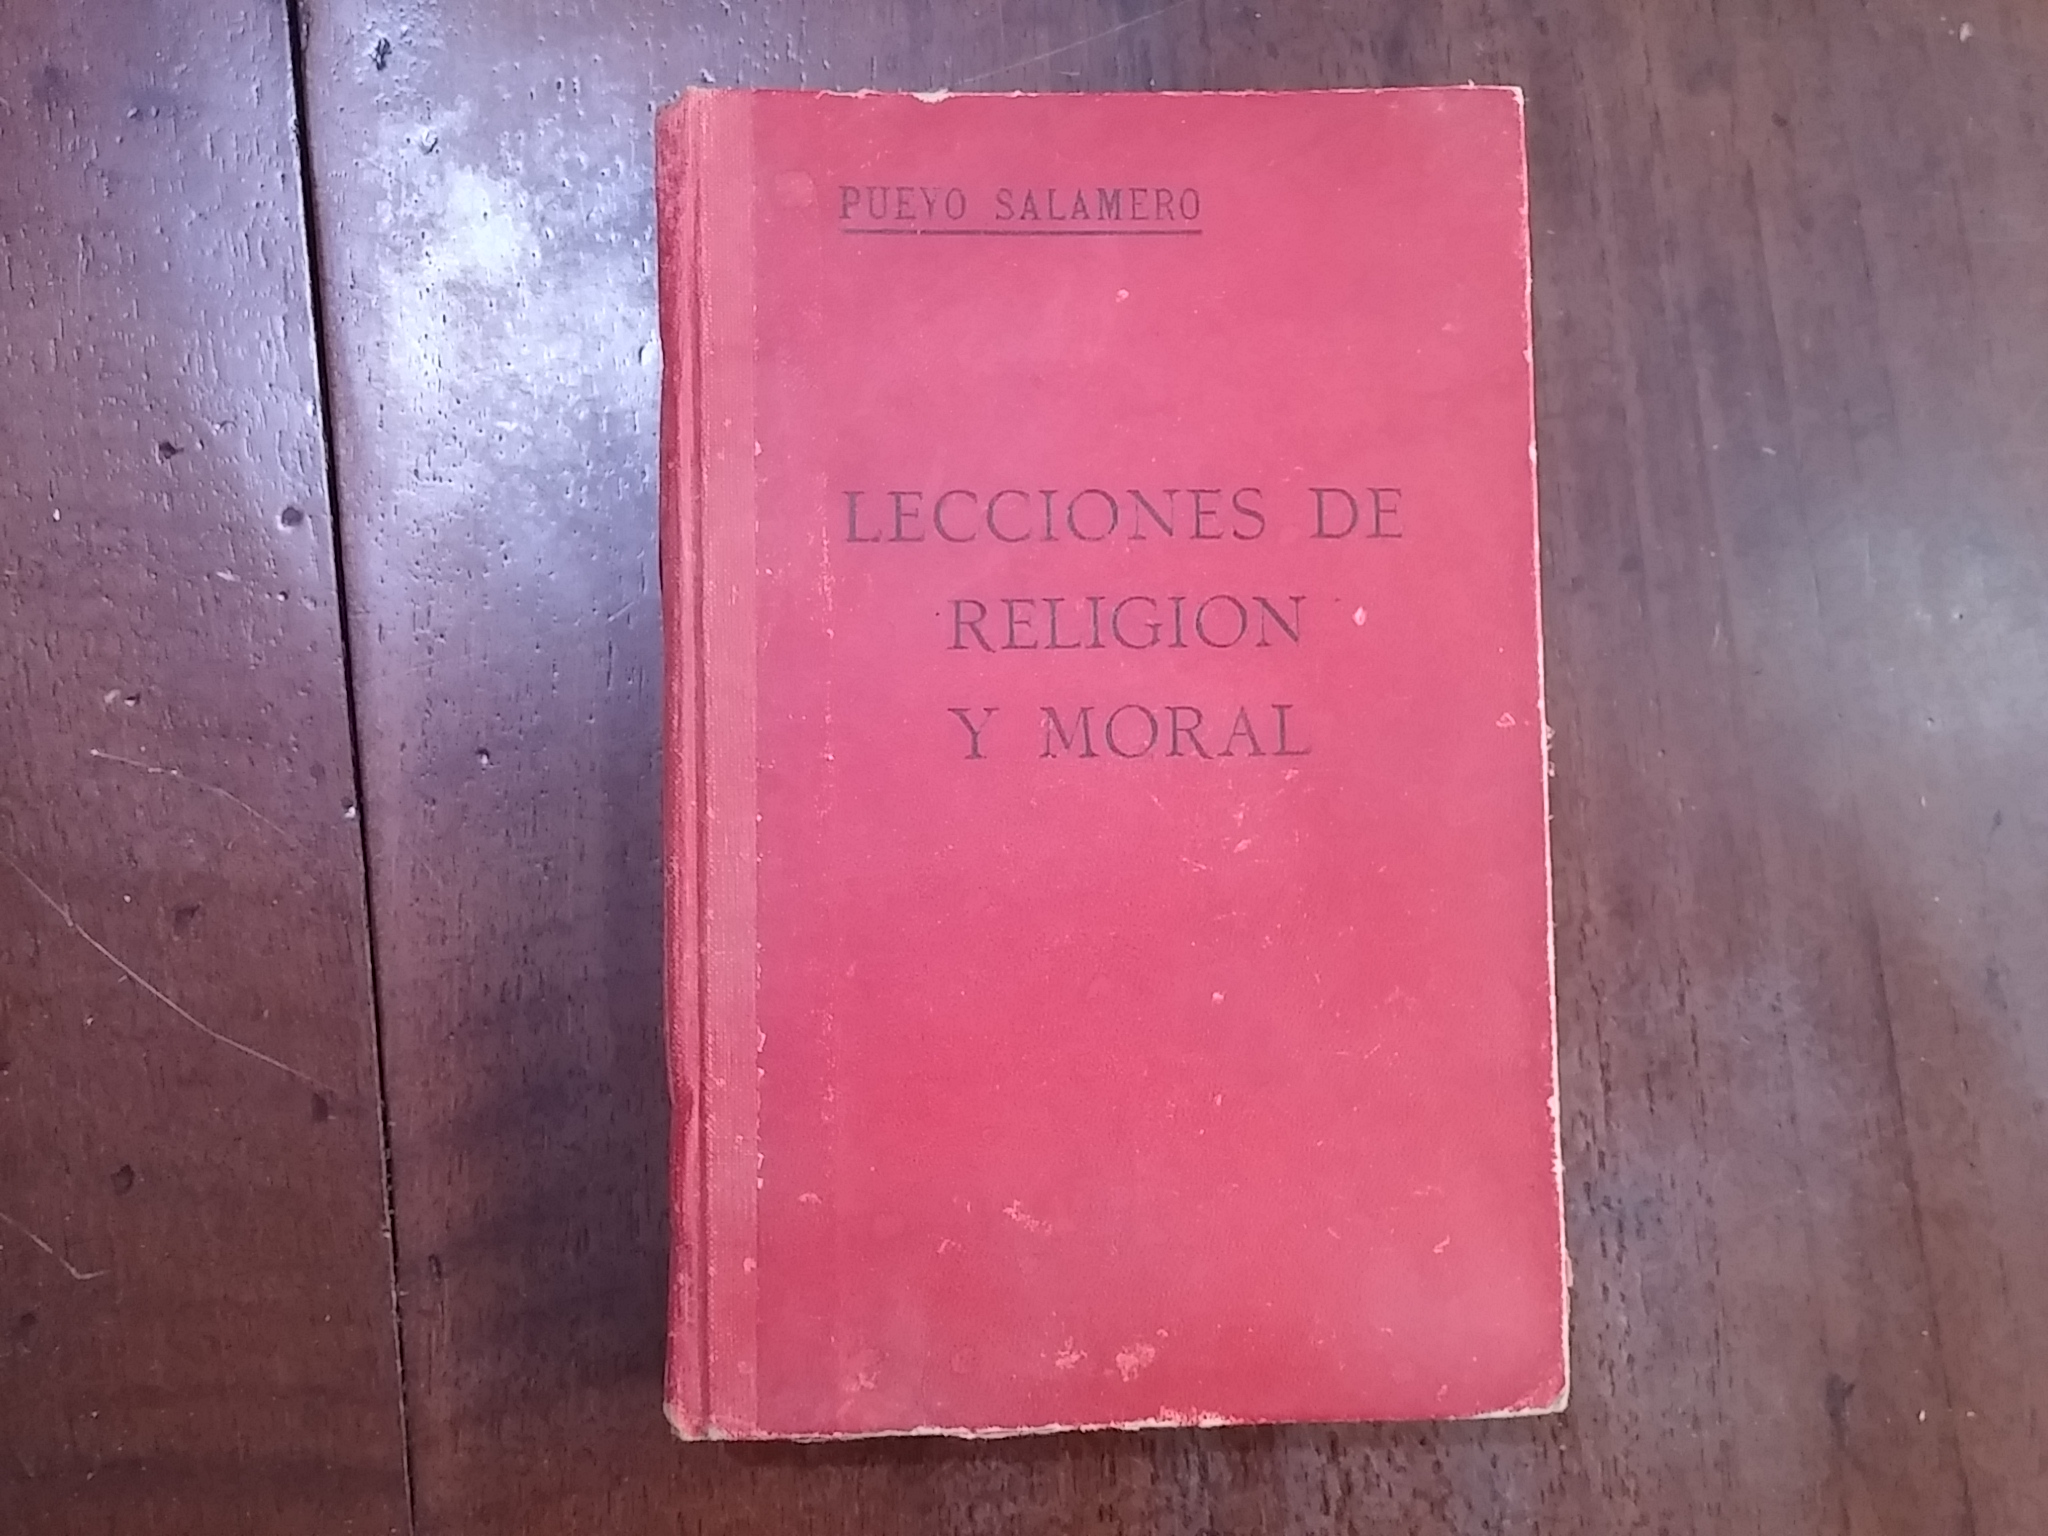 PUEYO SALAMERO
LECCIONES DE
RELIGION
Y MORAL